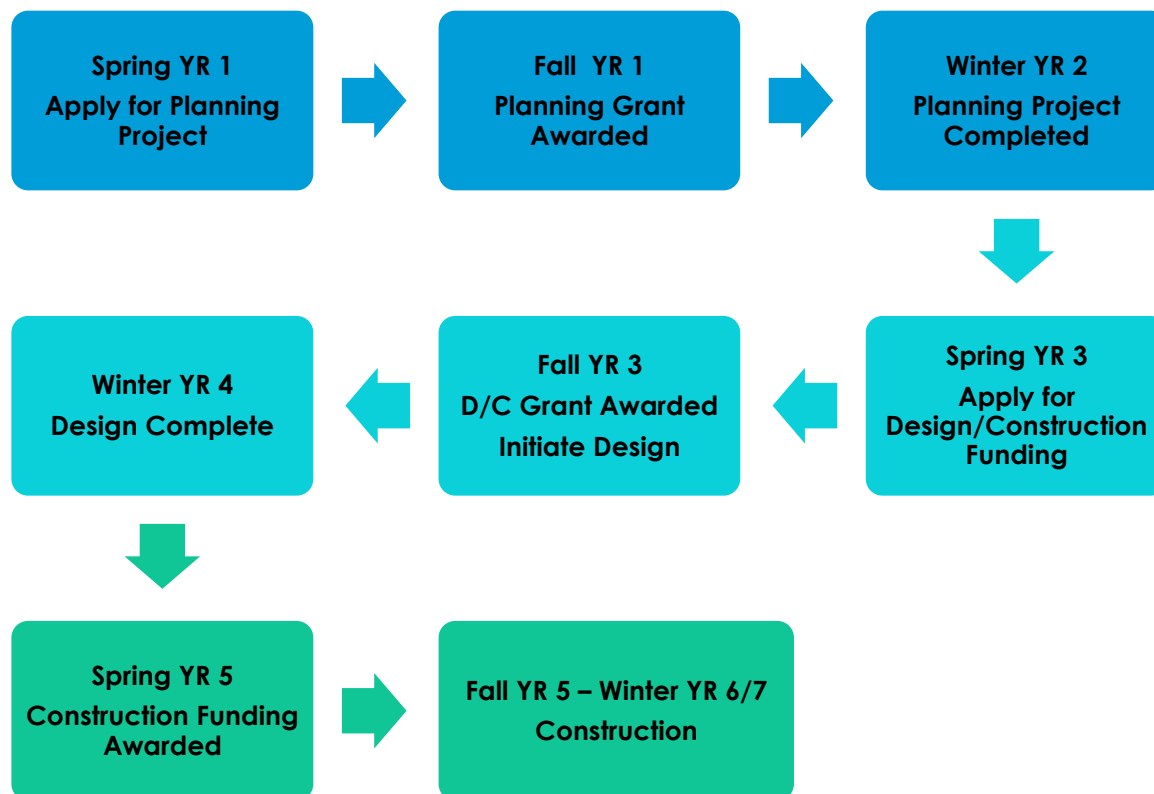 Spring YR 1
Apply for Planning
Project
Fall  YR 1
Planning Grant
Awarded
Winter YR 2
Planning Project
Completed
Spring YR 3
Apply for
Design/Construction
Funding
Fall YR 3
D/C Grant Awarded
Initiate Design
Winter YR 4
Design Complete
Spring YR 5
Construction Funding
Awarded
Fall YR 5 – Winter YR 6/7
Construction